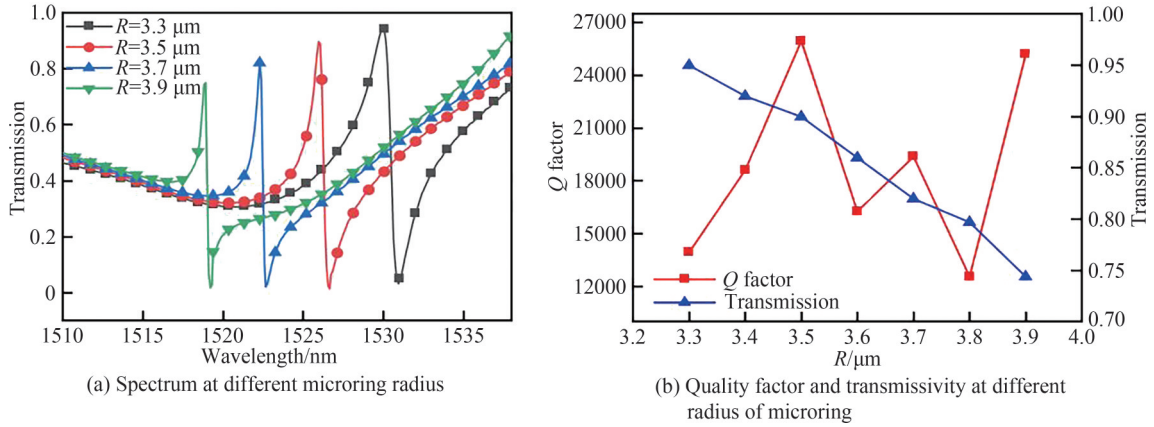 1.0
0.8
0.6
0.4
0.2
0
Transmission
R=3.3 μm
R=3.5 μm
R=3.7 μm
R=3.9 μm
1510 1515 1520 1525 1530 1535
Wavelength/nm
(a) Spectrum at different microring radius
27000
24000
21000
18000
15000
12000
Q factor
Q factor
Transmission
1.00
0.95
0.90
0.85
0.80
0.75
0.70
Transmission
3.2 3.3 3.4 3.5 3.6 3.7 3.8 3.9 4.0
R/μm
(b) Quality factor and transmissivity at different
radius of microring